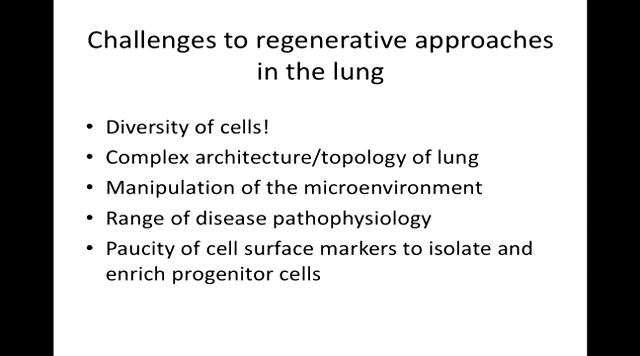 Challenges to regenerative approaches
in the lung
• Diversity of cells!
• Complex architecture/topology of lung
• Manipulation of the microenvironment
• Range of disease pathophysiology
• Paucity of cell surface markers to isolate and
enrich progenitor cells